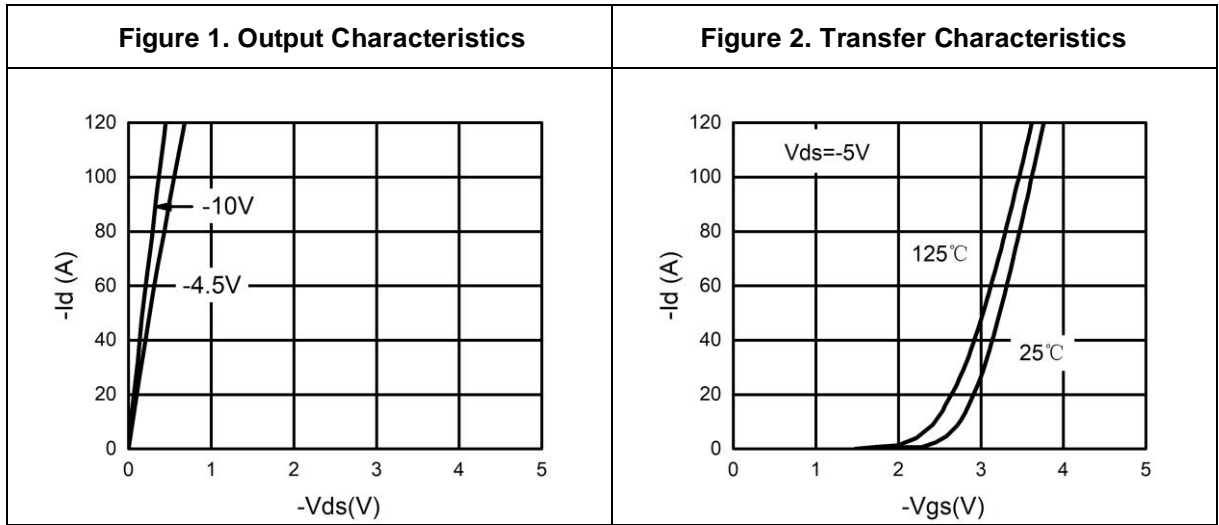 Figure 1. Output Characteristics
Figure 2. Transfer Characteristics
120
100
80
60
40
20
0
-Id (A)
-10V
-4.5V
0 1 2 3 4 5
-Vds(V)
120
100
80
60
40
20
0
-Id (A)
Vds=-5V
125℃
25℃
0 1 2 3 4 5
-Vgs(V)